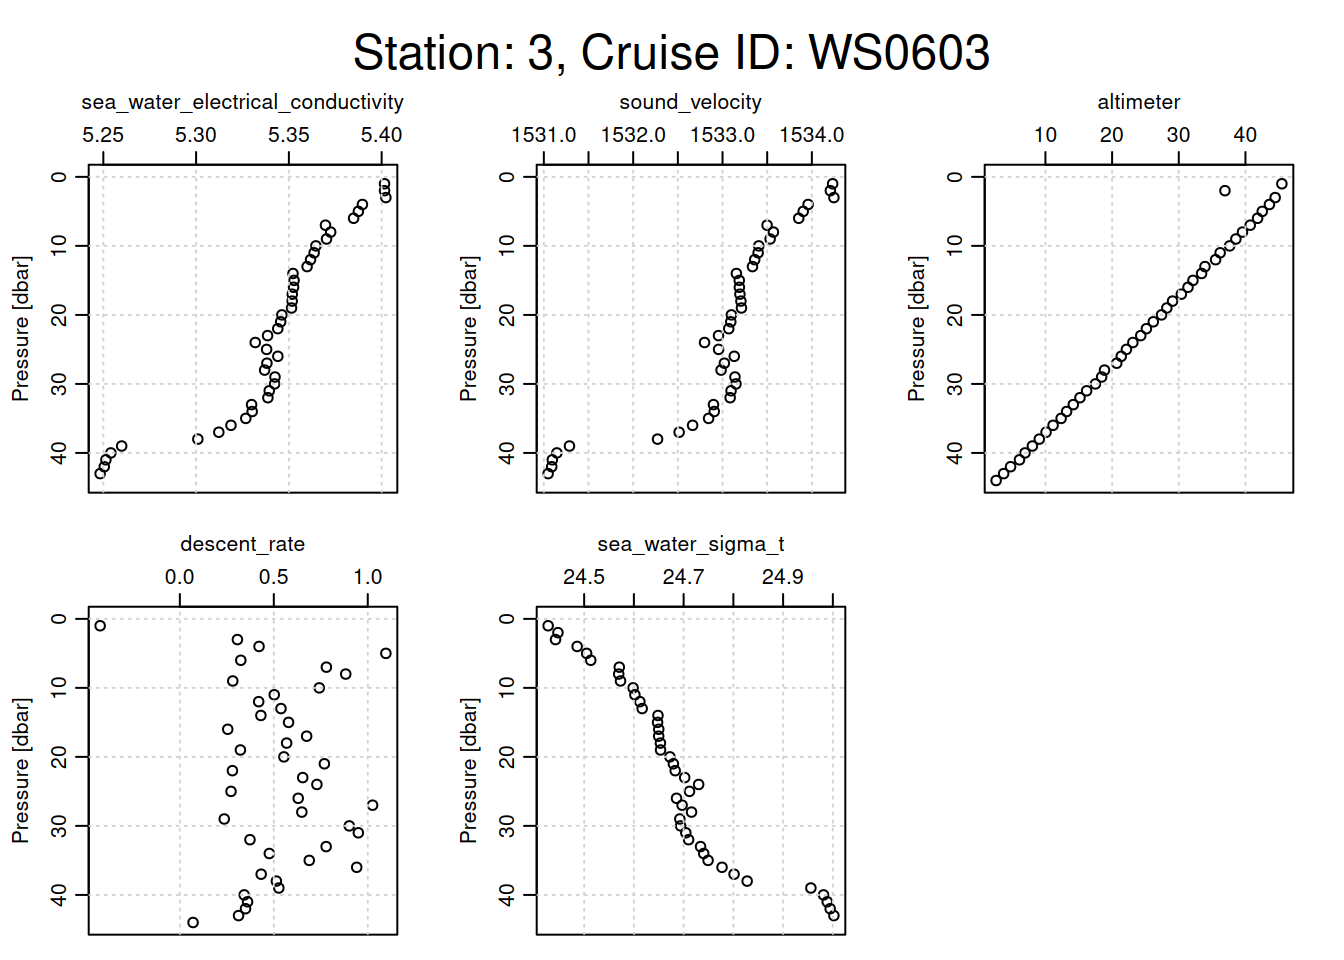 Station: 3, Cruise ID: WS0603
sea_water_electrical_conductivity
5.25 5.30 5.35 5.40
Pressure [dbar]
0 10 20 30 40
sound_velocity
1531.0 1532.0 1533.0 1534.0
Pressure [dbar]
0 10 20 30 40
altimeter
10 20 30 40
Pressure [dbar]
0 10 20 30 40
descent_rate
0.0 0.5 1.0
Pressure [dbar]
0 10 20 30 40
sea_water_sigma_t
24.5 24.7 24.9
Pressure [dbar]
0 10 20 30 40